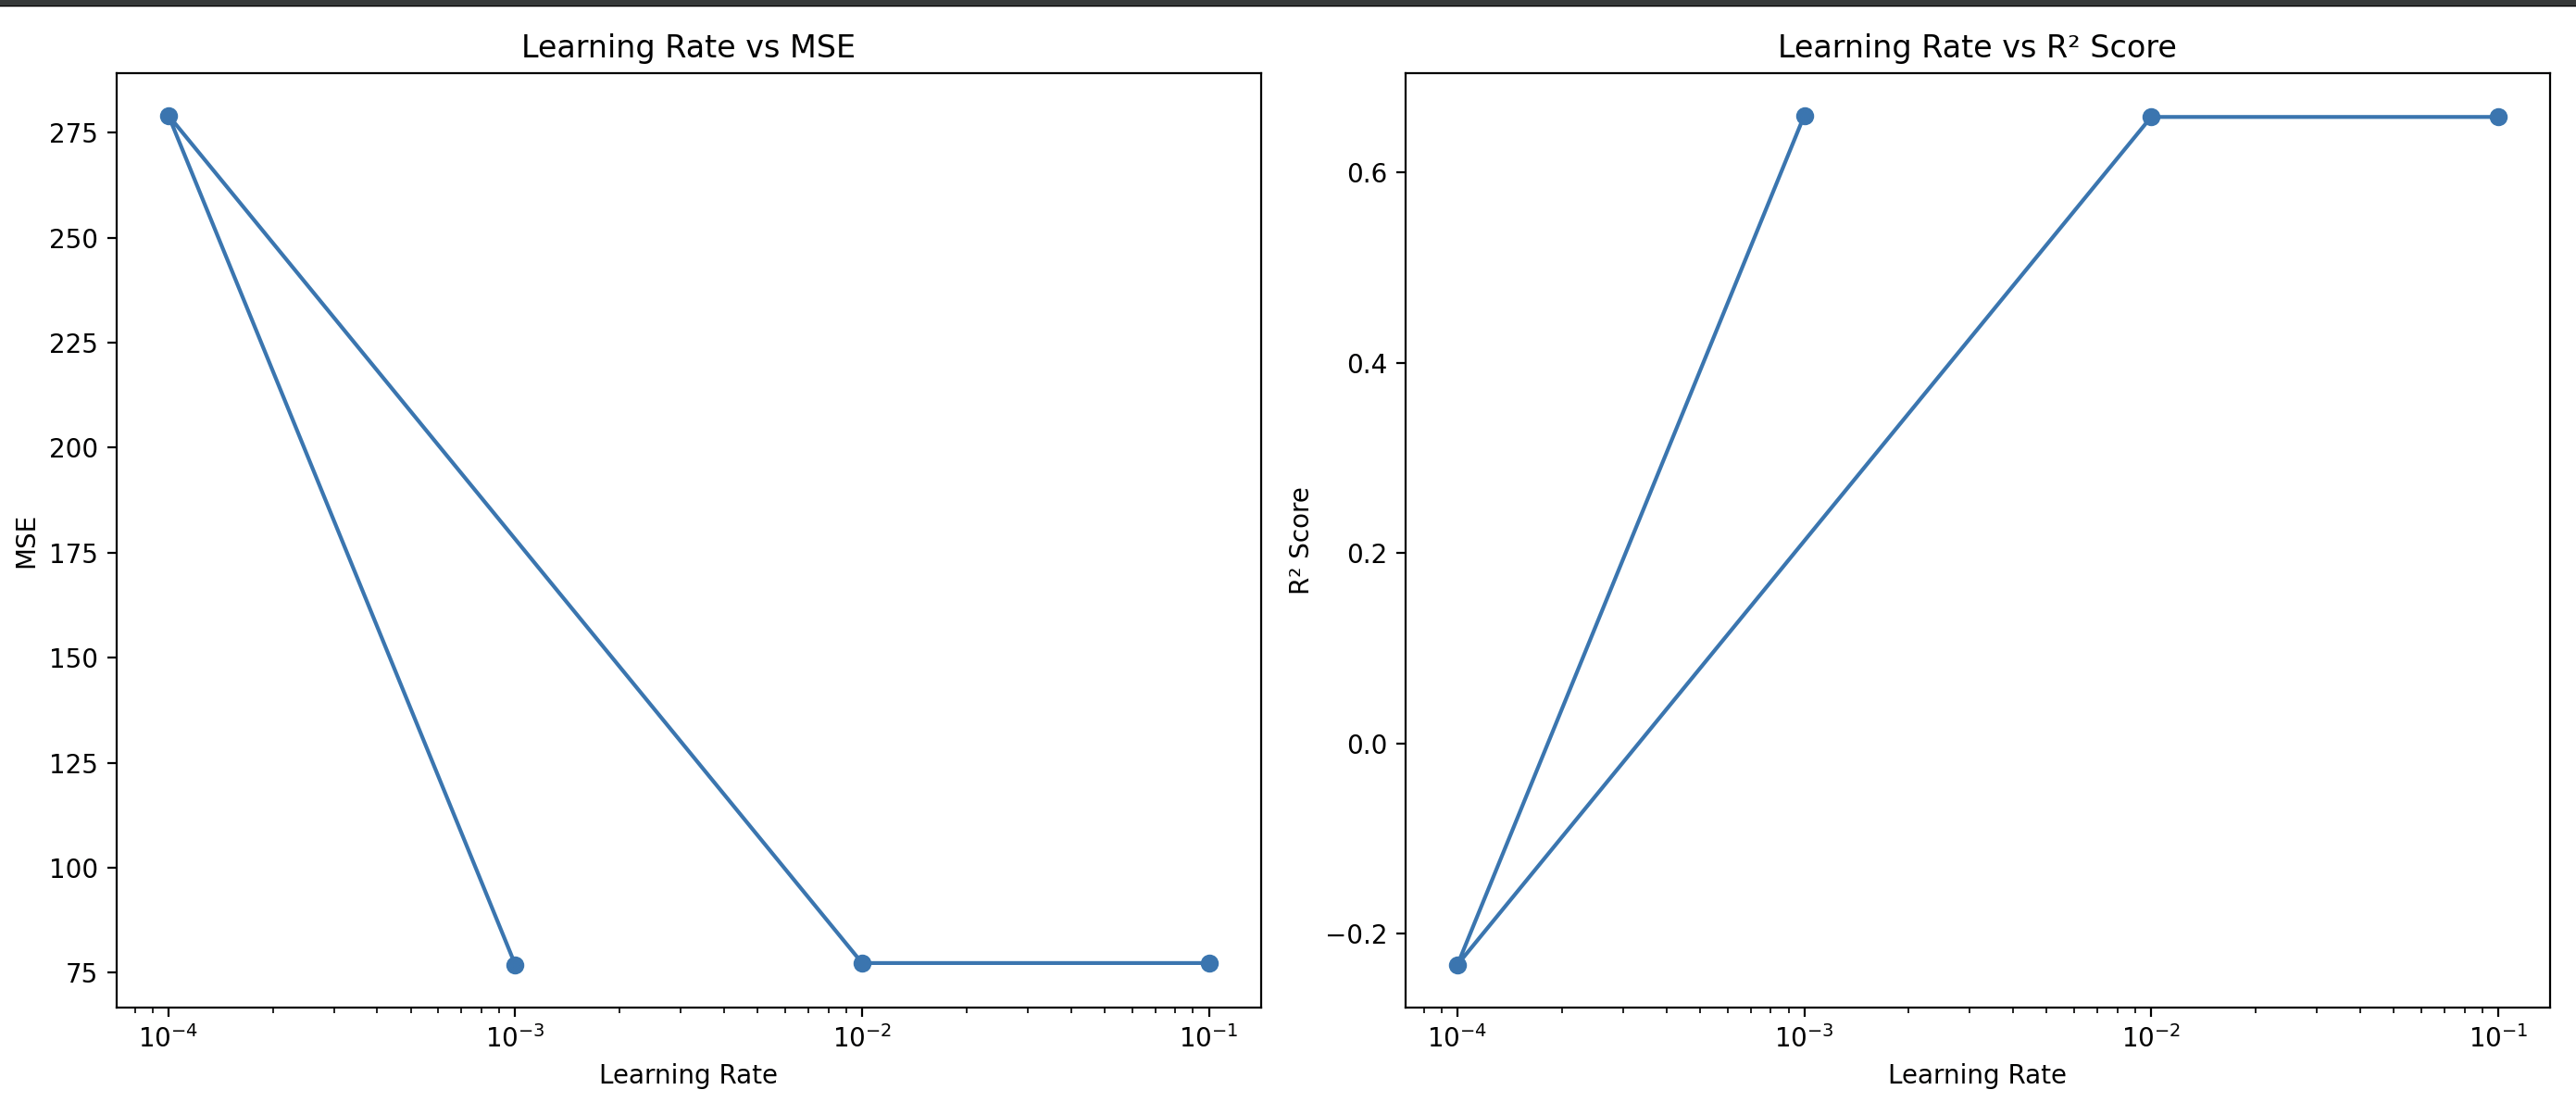 Learning Rate vs MSE
275
250
225
200
175
150
125
100
75
MSE
10⁻⁴ 10⁻³ 10⁻² 10⁻¹
Learning Rate
Learning Rate vs R² Score
0.6
0.4
0.2
0.0
−0.2
R² Score
10⁻⁴ 10⁻³ 10⁻² 10⁻¹
Learning Rate